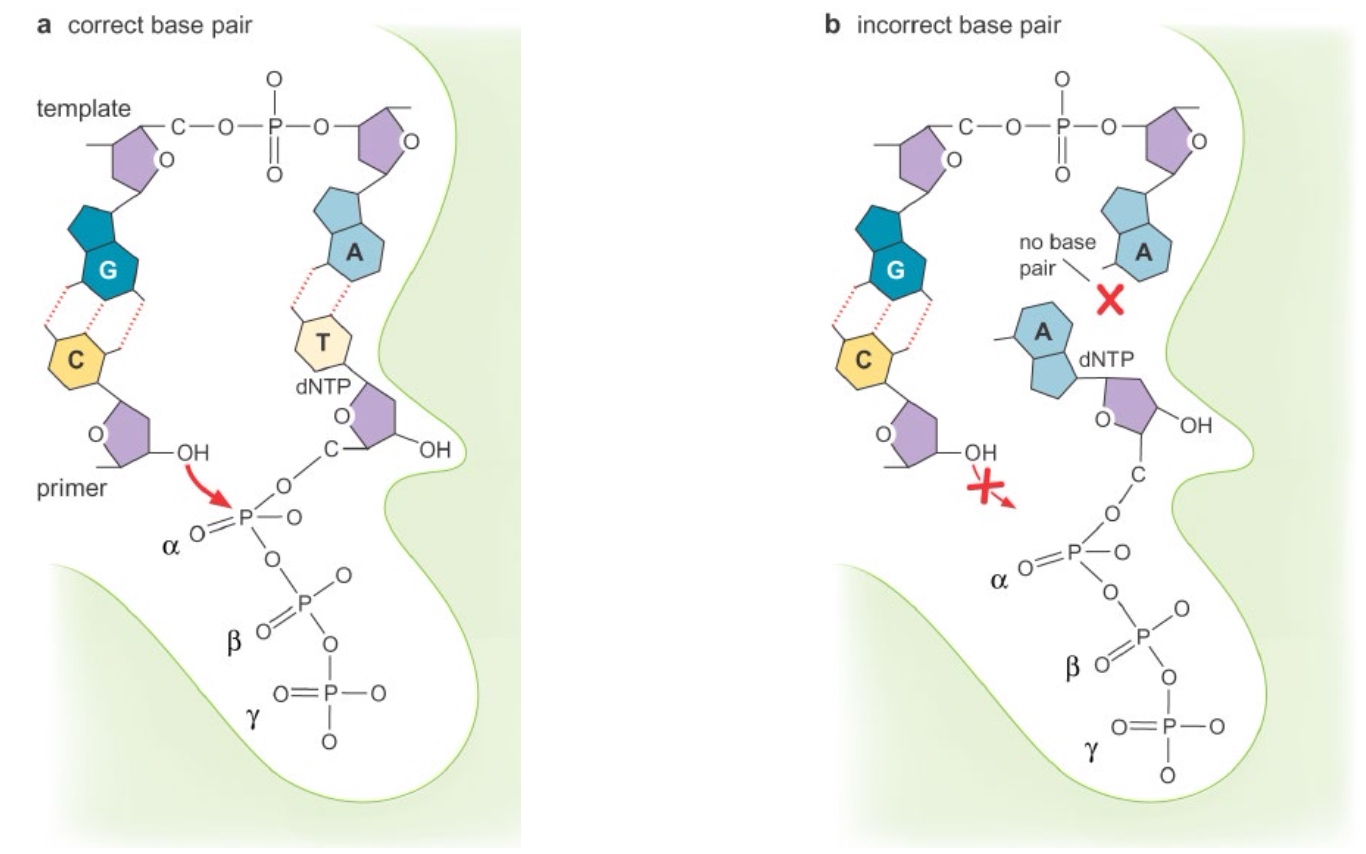 a correct base pair
O
template
C O P O
O
O
O
G
A
C
T
dNTP
O
O
C
OH
OH
primer
O
P O
O
α
O
O
P
O
β
O
O P O
γ
O
b incorrect base pair
O
C O P O
O
O
O
no base
pair
A
G
A
C
dNTP
O
OH
O
OH
C
O
P O
O
α
O
O
P
O
β
O
O P O
γ
O